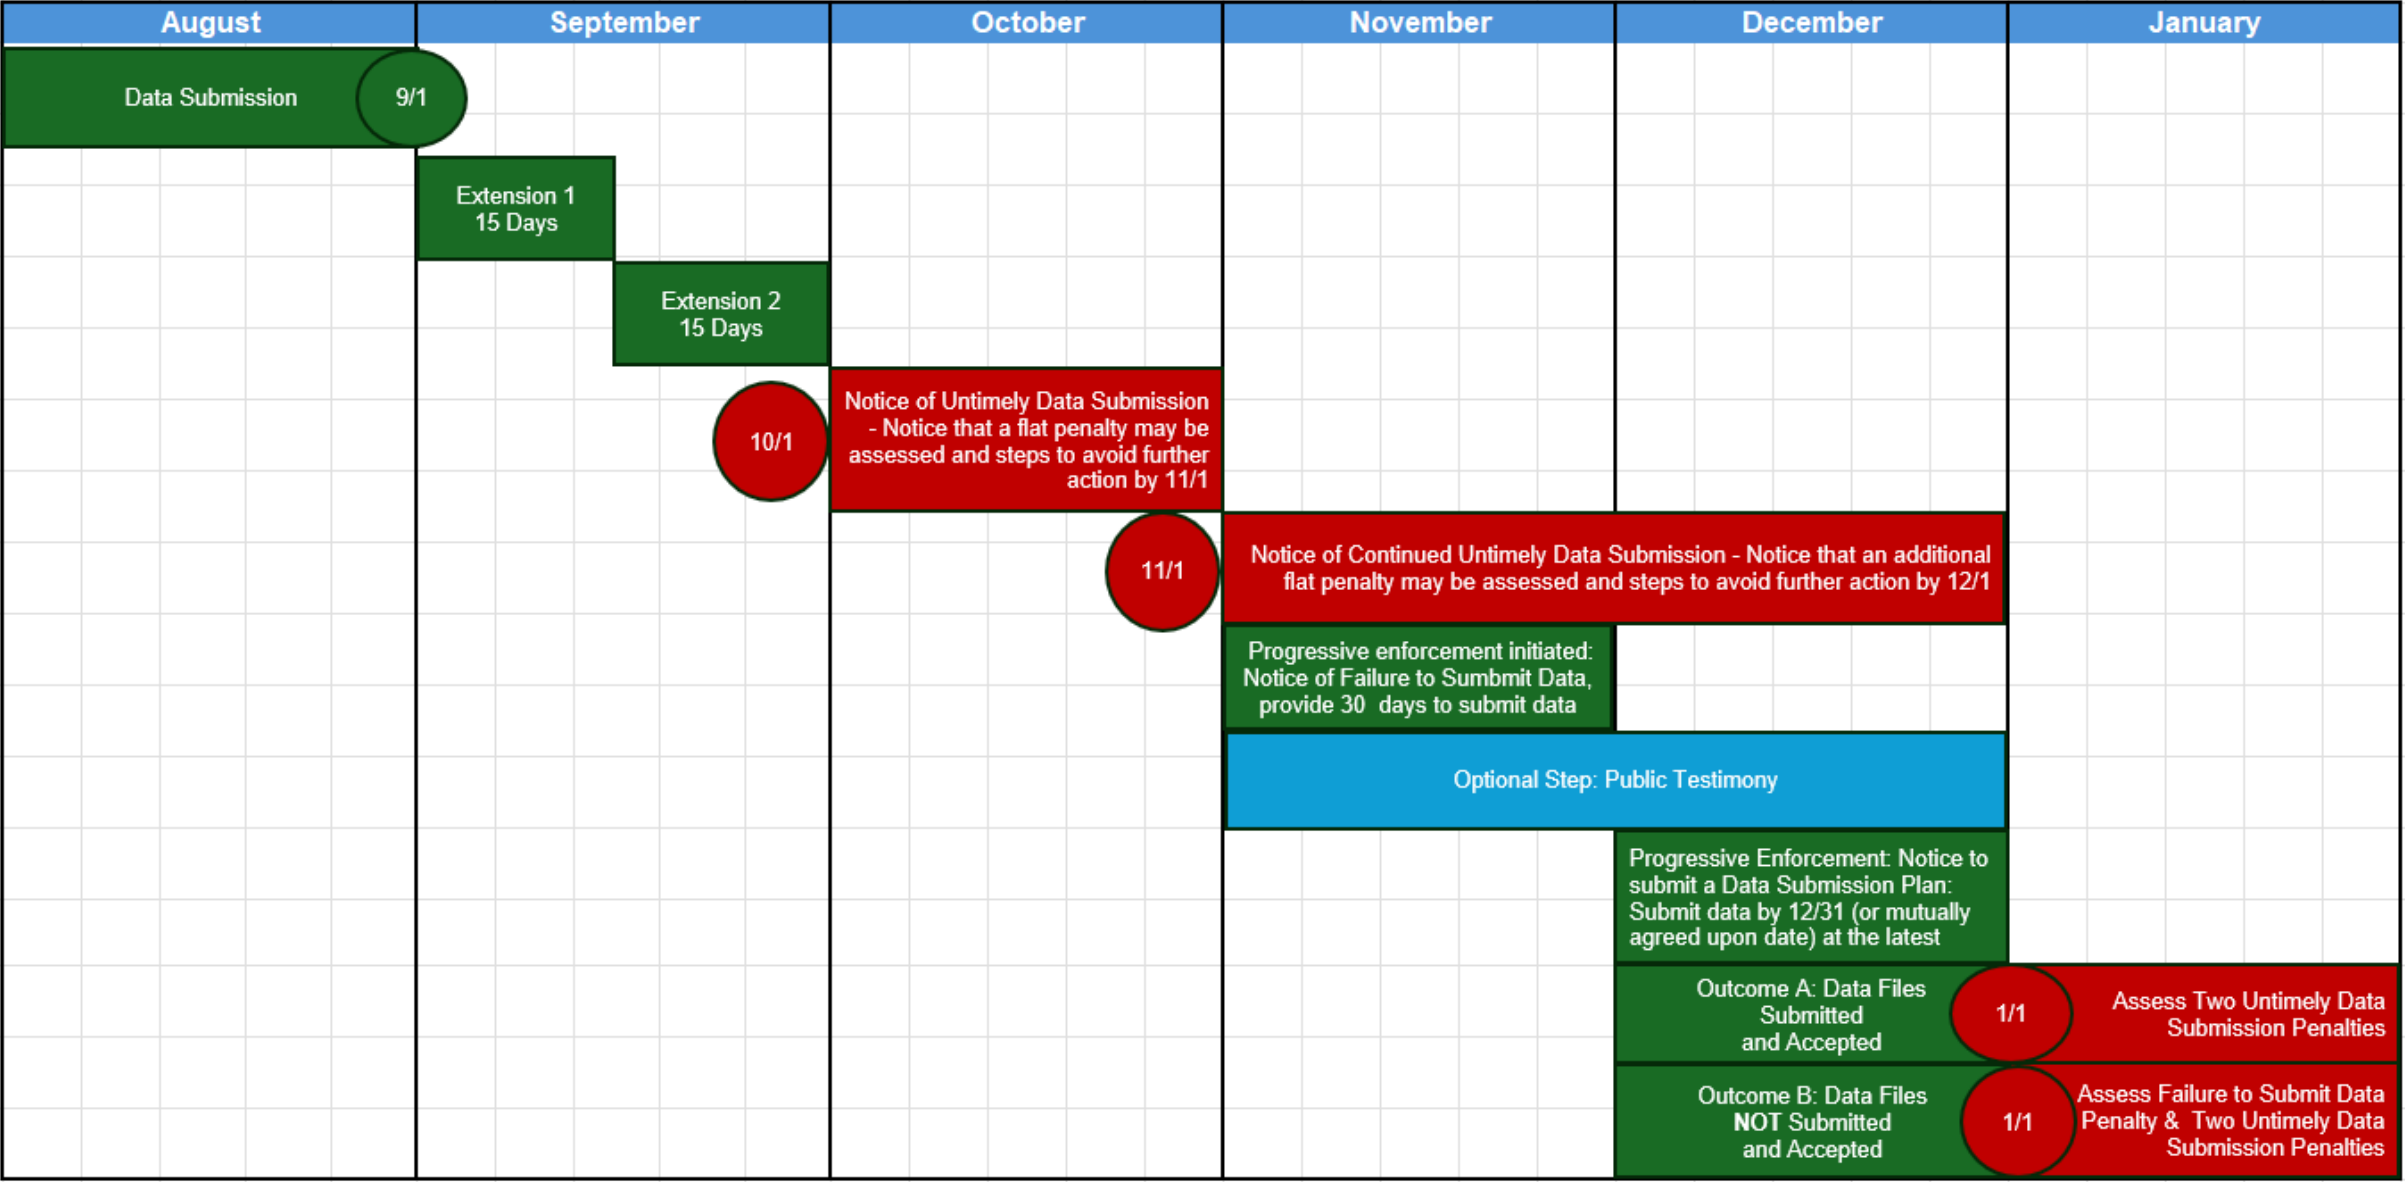 August
September
October
November
December
January
Data Submission
9/1
Extension 1
15 Days
Extension 2
15 Days
10/1
Notice of Untimely Data Submission
- Notice that a flat penalty may be
assessed and steps to avoid further
action by 11/1
11/1
Notice of Continued Untimely Data Submission - Notice that an additional
flat penalty may be assessed and steps to avoid further action by 12/1
Progressive enforcement initiated:
Notice of Failure to Sumbmit Data,
provide 30 days to submit data
Optional Step: Public Testimony
Progressive Enforcement: Notice to
submit a Data Submission Plan:
Submit data by 12/31 (or mutually
agreed upon date) at the latest
Outcome A: Data Files
Submitted
and Accepted
1/1
Assess Two Untimely Data
Submission Penalties
Outcome B: Data Files
NOT Submitted
and Accepted
1/1
Assess Failure to Submit Data
Penalty & Two Untimely Data
Submission Penalties